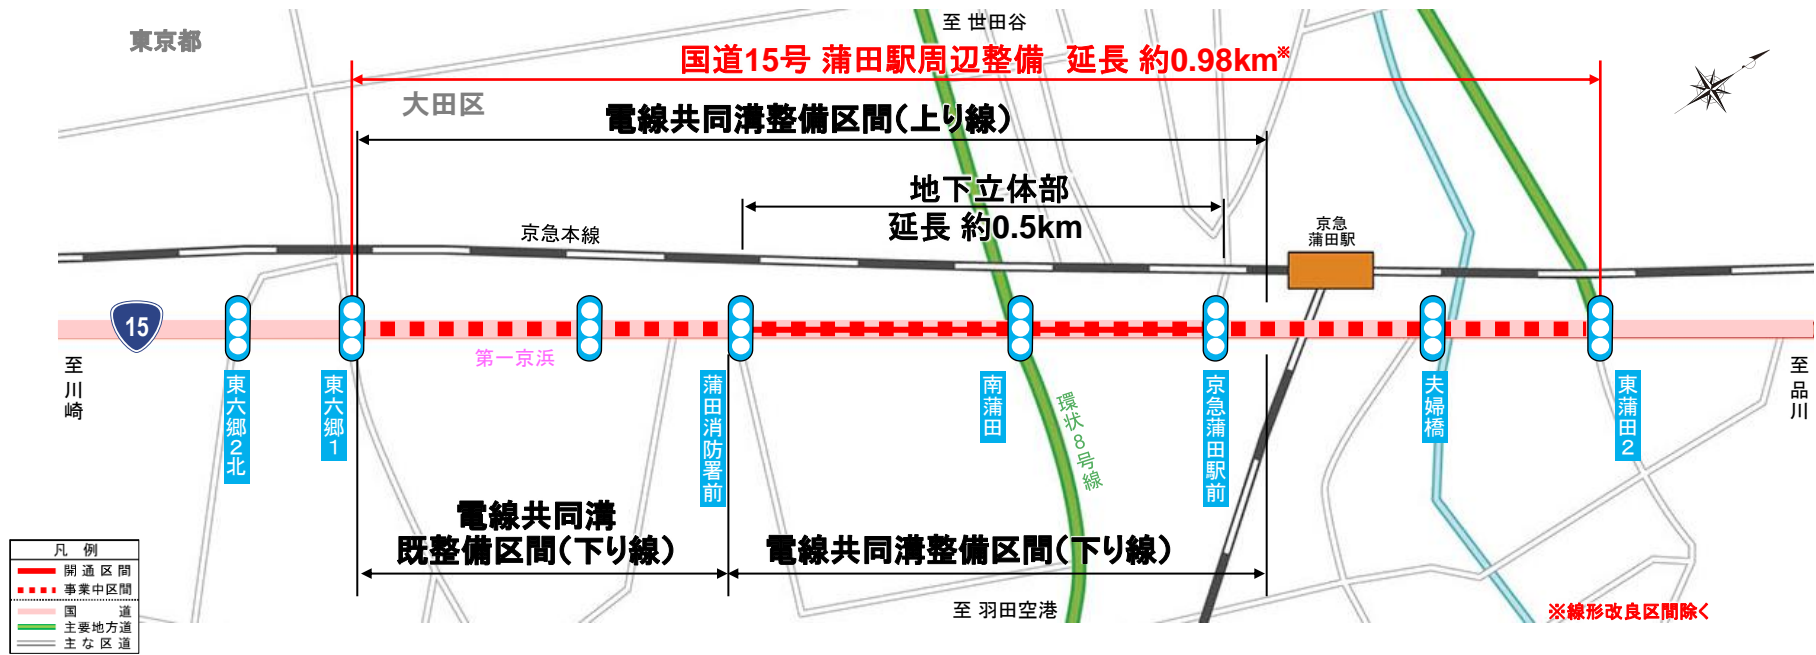 東京都
至 世田谷
国道15号 蒲田駅周辺整備 延長 約0.98km※
大田区
電線共同溝整備区間(上り線)
地下立体部
延長 約0.5km
京急本線
京急
蒲田駅
15
第一京浜
至川崎
東六郷2北
東六郷1
蒲田消防署前
南蒲田
環状8号線
京急蒲田駅前
夫婦橋
東蒲田2
至品川
電線共同溝
既整備区間(下り線)
電線共同溝整備区間(下り線)
至 羽田空港
※線形改良区間除く
凡例
開通区間
事業中区間
国道
主要地方道
主な区道